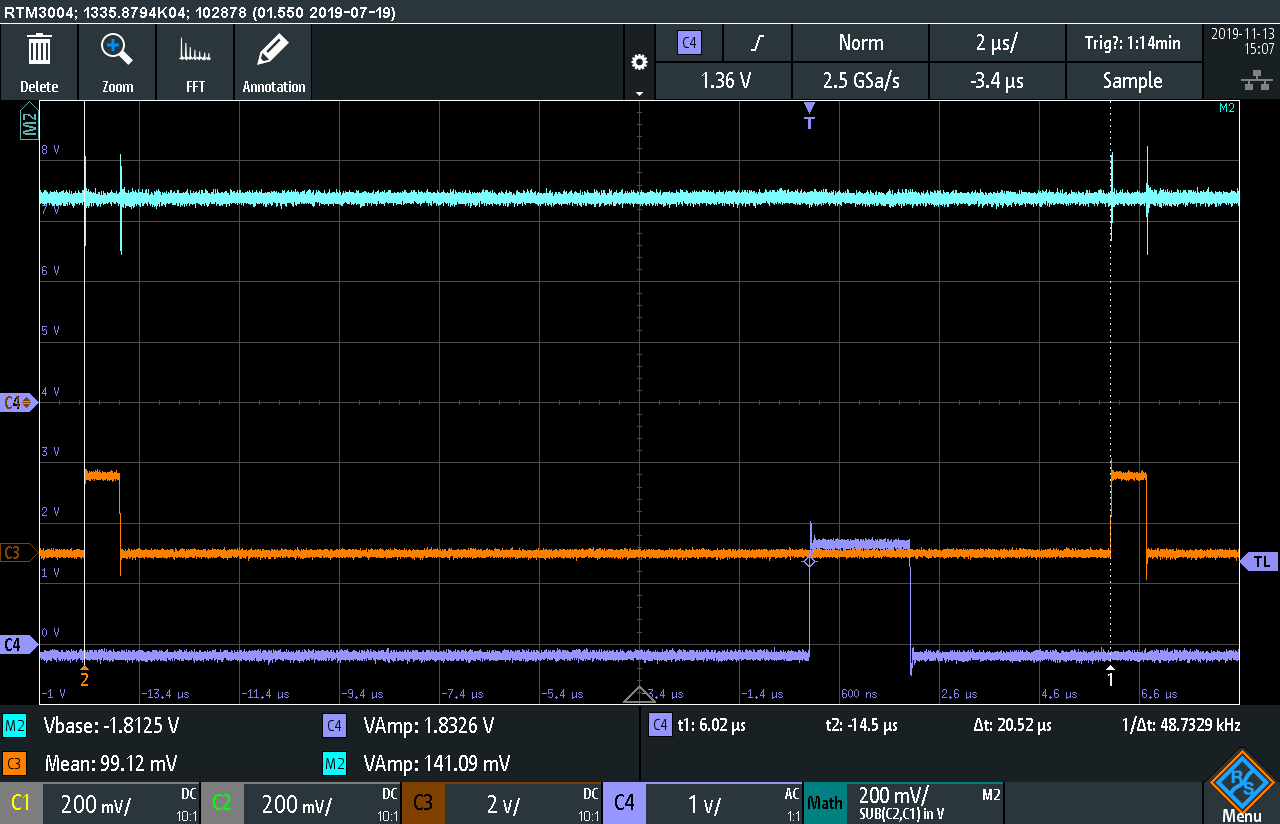 RTM3004; 1335.8794K04; 102878 (01.550 2019-07-19)
Delete
Zoom
FFT
Annotation
C4
Norm
2 µs/
Trig?: 1:14min
2019-11-13
15:07
1.36 V
2.5 GSa/s
-3.4 µs
Sample
M2
T
M2
8 V
7 V
6 V
5 V
4 V
C4
3 V
2 V
C3
1 V
TL
0 V
C4
2
1
-1 V
-13.4 µs
-11.4 µs
-9.4 µs
-7.4 µs
-5.4 µs
-3.4 µs
-1.4 µs
600 ns
2.6 µs
4.6 µs
6.6 µs
M2 Vbase: -1.8125 V
C4 VAmp: 1.8326 V
C4 t1: 6.02 µs t2: -14.5 µs Δt: 20.52 µs 1/Δt: 48.7329 kHz
C3 Mean: 99.12 mV
M2 VAmp: 141.09 mV
C1 200 mV/ DC 10:1
C2 200 mV/ DC 10:1
C3 2 V/ DC 10:1
C4 1 V/ AC 1:1
Math 200 mV/ M2
SUB(C2,C1) in V
R S
Menu